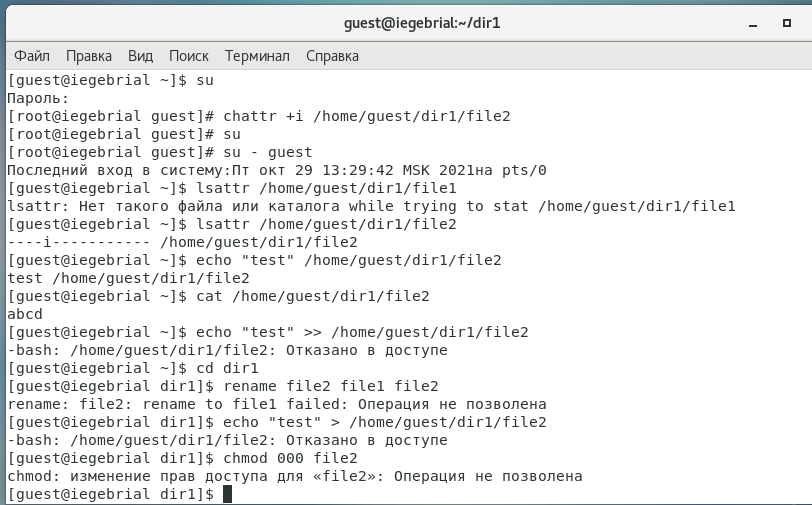 guest@iegebrial:~/dir1
Файл Правка Вид Поиск Терминал Справка
[guest@iegebrial ~]$ su
Пароль:
[root@iegebrial guest]# chattr +i /home/guest/dir1/file2
[root@iegebrial guest]# su
[root@iegebrial guest]# su - guest
Последний вход в систему:Пт окт 29 13:29:42 MSK 2021на pts/0
[guest@iegebrial ~]$ lsattr /home/guest/dir1/file1
lsattr: Нет такого файла или каталога while trying to stat /home/guest/dir1/file1
[guest@iegebrial ~]$ lsattr /home/guest/dir1/file2
----i----------- /home/guest/dir1/file2
[guest@iegebrial ~]$ echo "test" /home/guest/dir1/file2
test /home/guest/dir1/file2
[guest@iegebrial ~]$ cat /home/guest/dir1/file2
abcd
[guest@iegebrial ~]$ echo "test" >> /home/guest/dir1/file2
-bash: /home/guest/dir1/file2: Отказано в доступе
[guest@iegebrial ~]$ cd dir1
[guest@iegebrial dir1]$ rename file2 file1 file2
rename: file2: rename to file1 failed: Операция не позволена
[guest@iegebrial dir1]$ echo "test" > /home/guest/dir1/file2
-bash: /home/guest/dir1/file2: Отказано в доступе
[guest@iegebrial dir1]$ chmod 000 file2
chmod: изменение прав доступа для «file2»: Операция не позволена
[guest@iegebrial dir1]$